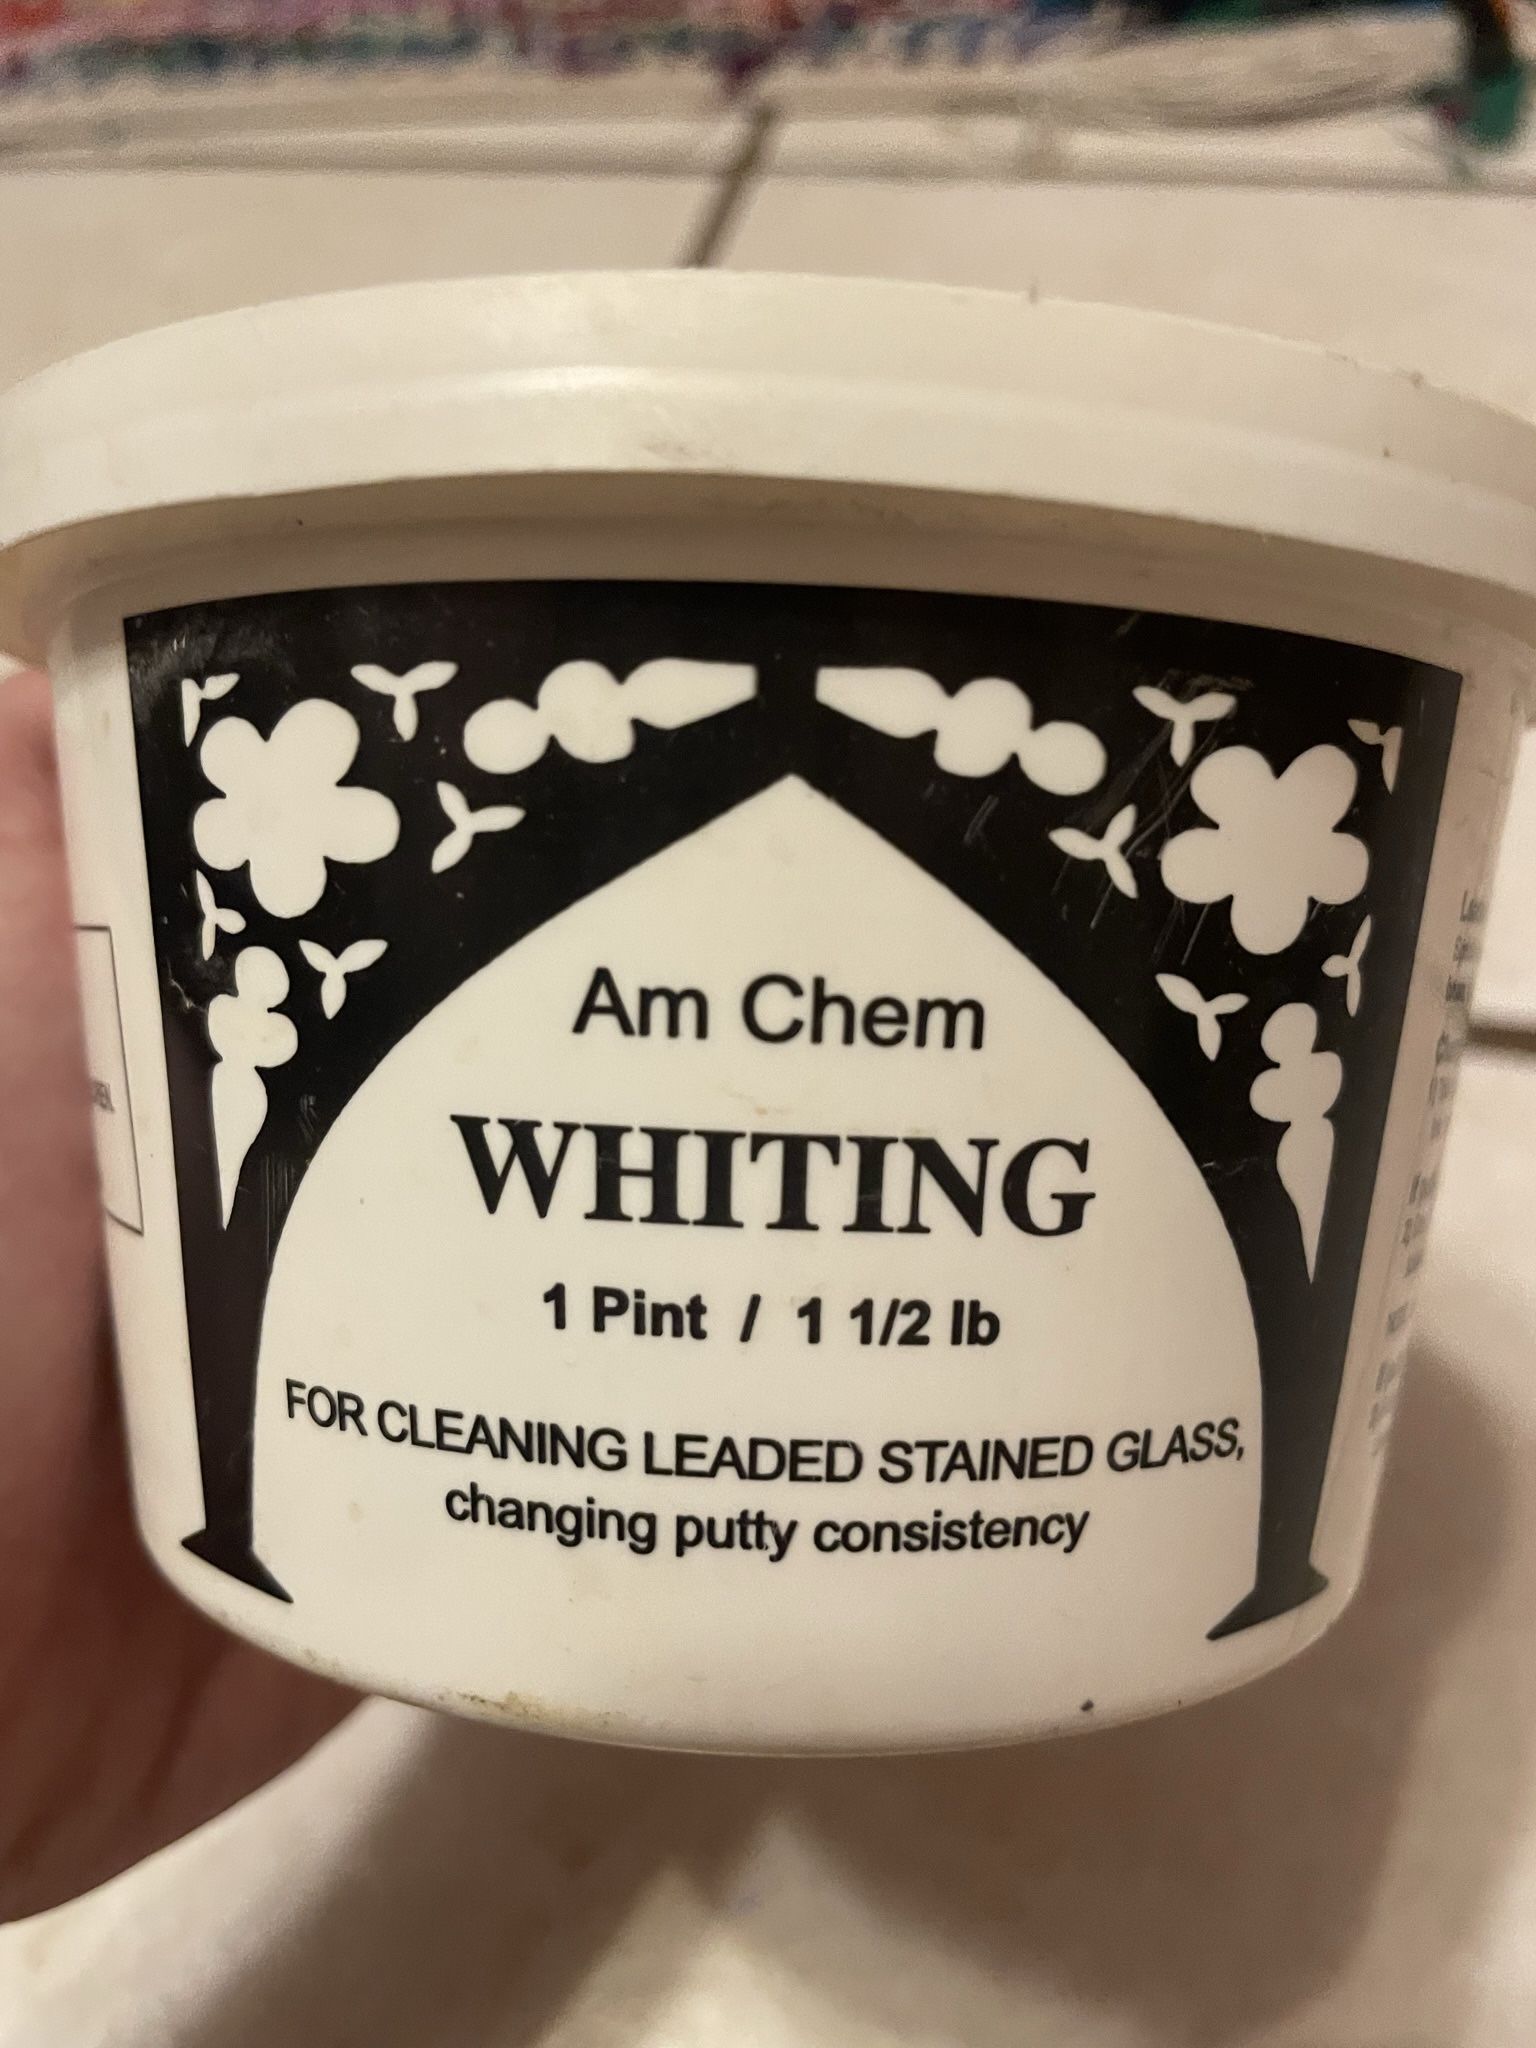 Am Chem
WHITING
1 Pint / 1 1/2 lb
FOR CLEANING LEADED STAINED GLASS,
changing putty consistency